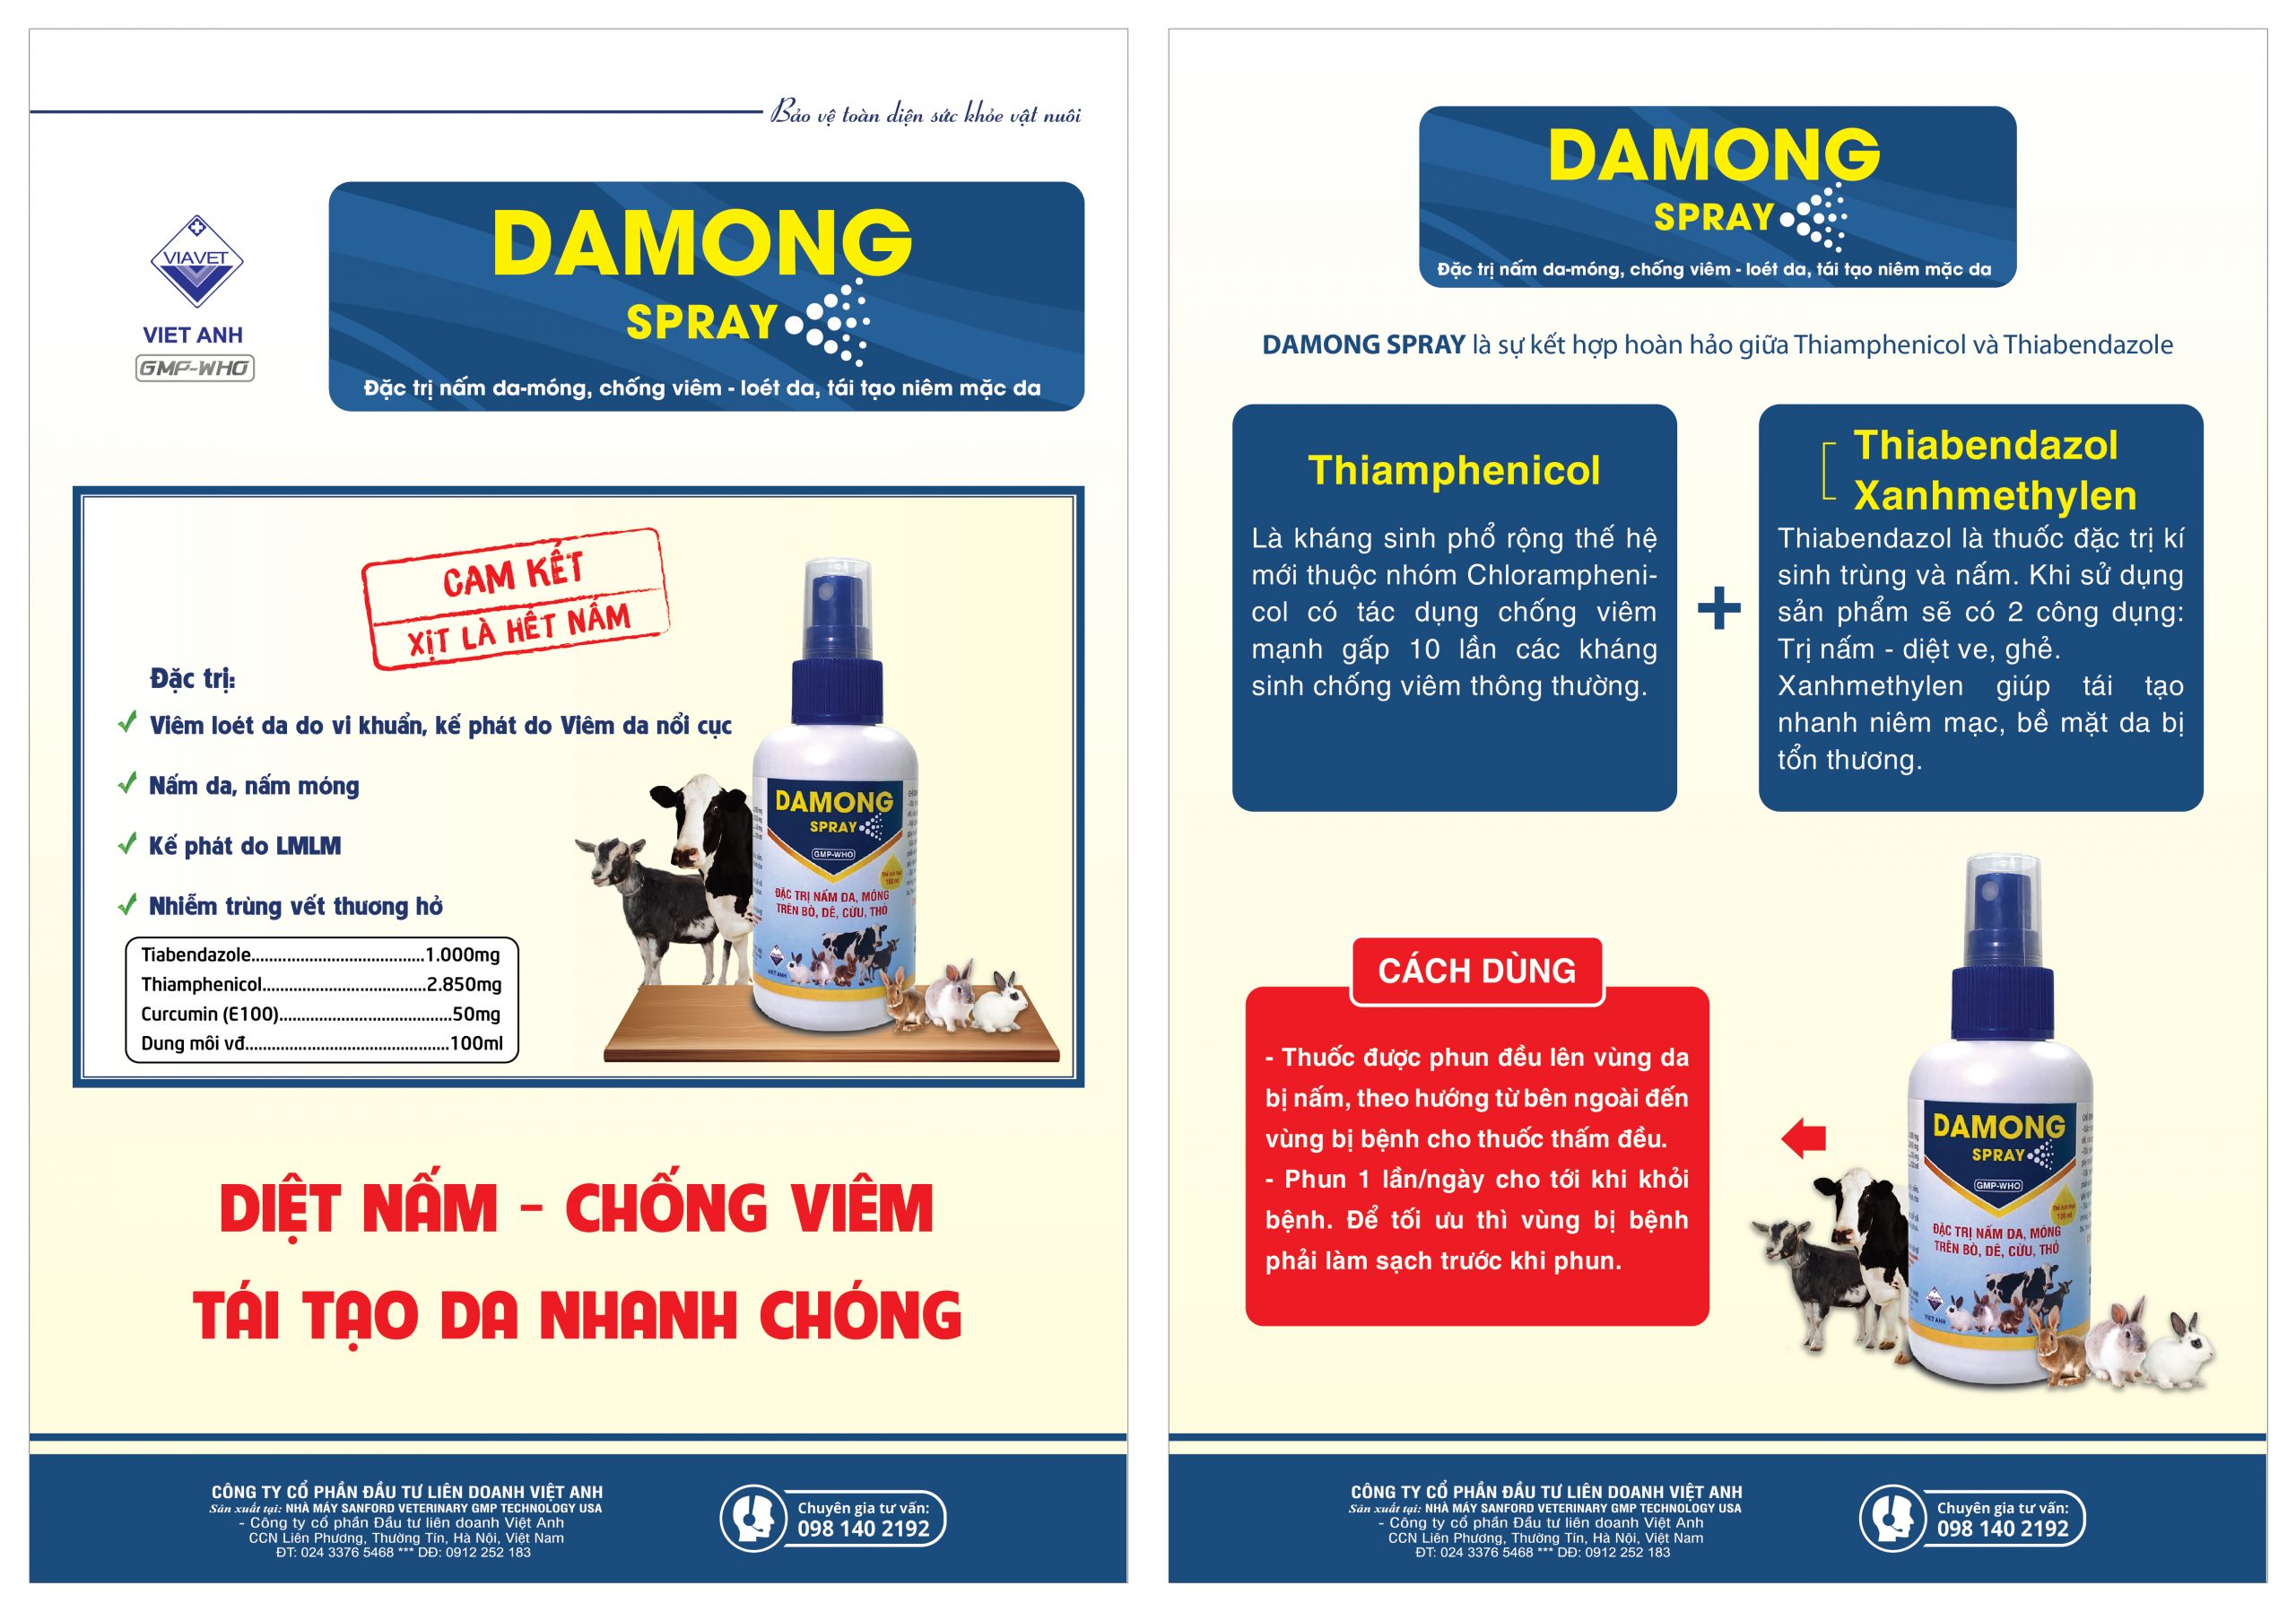 Bảo vệ toàn diện sức khỏe vật nuôi
VIAVET
VIET ANH
GMP-WHO
DAMONG
SPRAY
Đặc trị nấm da-móng, chống viêm - loét da, tái tạo niêm mặc da
CAM KẾT
XỊT LÀ HẾT NẤM
Đặc trị:
Viêm loét da do vi khuẩn, kế phát do Viêm da nổi cục
Nấm da, nấm móng
Kế phát do LMLM
Nhiễm trùng vết thương hở
Tiabendazole.......................................1.000mg
Thiamphenicol.....................................2.850mg
Curcumin (E100).......................................50mg
Dung môi vđ..............................................100ml
DAMONG
SPRAY
GMP-WHO
ĐẶC TRỊ NẤM DA, MÓNG
TRÊN BÒ, DÊ, CỪU, THỎ
VIET ANH
DIỆT NẤM - CHỐNG VIÊM
TÁI TẠO DA NHANH CHÓNG
CÔNG TY CỔ PHẦN ĐẦU TƯ LIÊN DOANH VIỆT ANH
Sản xuất tại: NHÀ MÁY SANFORD VETERINARY GMP TECHNOLOGY USA
- Công ty cổ phần Đầu tư liên doanh Việt Anh
CCN Liên Phương, Thường Tín, Hà Nội, Việt Nam
ĐT: 024 3376 5468 *** DĐ: 0912 252 183
Chuyên gia tư vấn:
098 140 2192
DAMONG
SPRAY
Đặc trị nấm da-móng, chống viêm - loét da, tái tạo niêm mặc da
DAMONG SPRAY là sự kết hợp hoàn hảo giữa Thiamphenicol và Thiabendazole
Thiamphenicol
Là kháng sinh phổ rộng thế hệ
mới thuộc nhóm Chlorampheni-
col có tác dụng chống viêm
mạnh gấp 10 lần các kháng
sinh chống viêm thông thường.
+
Thiabendazol
Xanhmethylen
Thiabendazol là thuốc đặc trị kí
sinh trùng và nấm. Khi sử dụng
sản phẩm sẽ có 2 công dụng:
Trị nấm - diệt ve, ghẻ.
Xanhmethylen giúp tái tạo
nhanh niêm mạc, bề mặt da bị
tổn thương.
CÁCH DÙNG
- Thuốc được phun đều lên vùng da
bị nấm, theo hướng từ bên ngoài đến
vùng bị bệnh cho thuốc thấm đều.
- Phun 1 lần/ngày cho tới khi khỏi
bệnh. Để tối ưu thì vùng bị bệnh
phải làm sạch trước khi phun.
DAMONG
SPRAY
GMP-WHO
ĐẶC TRỊ NẤM DA, MÓNG
TRÊN BÒ, DÊ, CỪU, THỎ
VIET ANH
CÔNG TY CỔ PHẦN ĐẦU TƯ LIÊN DOANH VIỆT ANH
Sản xuất tại: NHÀ MÁY SANFORD VETERINARY GMP TECHNOLOGY USA
- Công ty cổ phần Đầu tư liên doanh Việt Anh
CCN Liên Phương, Thường Tín, Hà Nội, Việt Nam
ĐT: 024 3376 5468 *** DĐ: 0912 252 183
Chuyên gia tư vấn:
098 140 2192